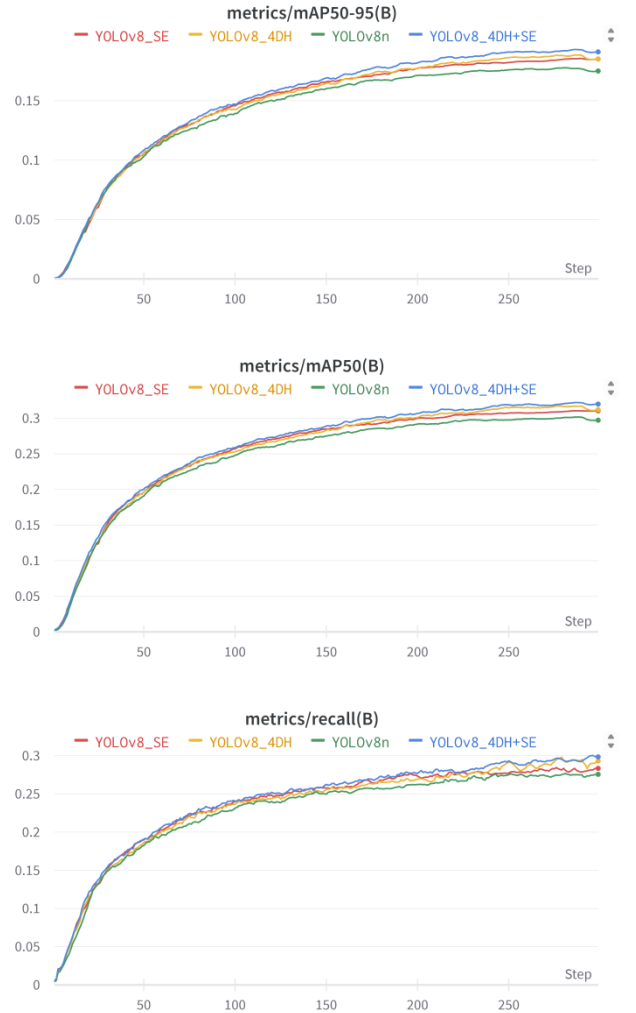 metrics/mAP50-95(B)
YOLOv8_SE YOLOv8_4DH YOLOv8n YOLOv8_4DH+SE
0.15
0.1
0.05
0
Step
50 100 150 200 250
metrics/mAP50(B)
YOLOv8_SE YOLOv8_4DH YOLOv8n YOLOv8_4DH+SE
0.3
0.25
0.2
0.15
0.1
0.05
0
Step
50 100 150 200 250
metrics/recall(B)
YOLOv8_SE YOLOv8_4DH YOLOv8n YOLOv8_4DH+SE
0.3
0.25
0.2
0.15
0.1
0.05
0
Step
50 100 150 200 250